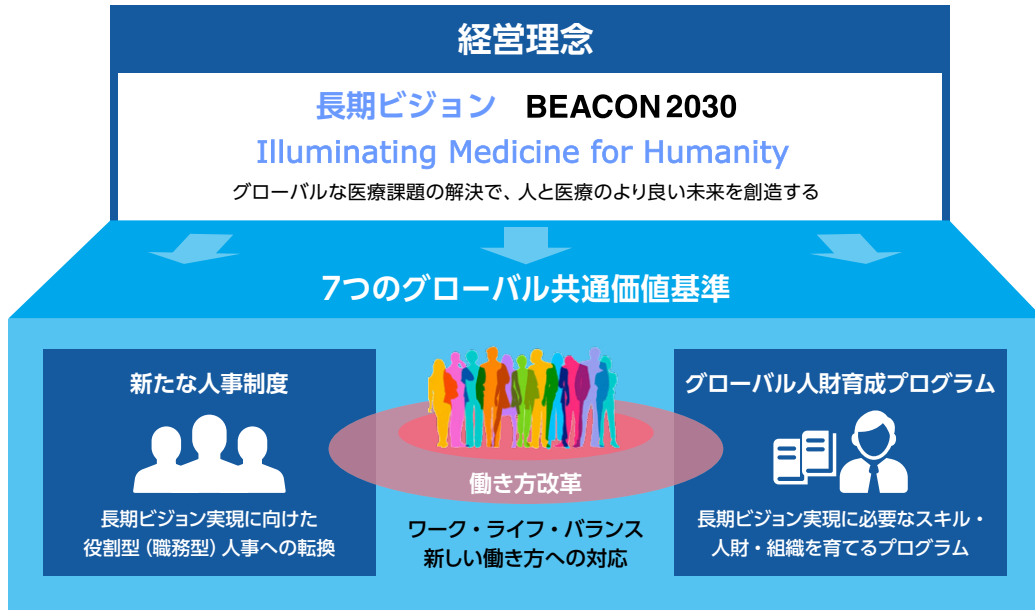 経営理念
長期ビジョン BEACON 2030
Illuminating Medicine for Humanity
グローバルな医療課題の解決で、人と医療のより良い未来を創造する
7つのグローバル共通価値基準
新たな人事制度
長期ビジョン実現に向けた
役割型（職務型）人事への転換
働き方改革
ワーク・ライフ・バランス
新しい働き方への対応
グローバル人財育成プログラム
長期ビジョン実現に必要なスキル・
人財・組織を育てるプログラム